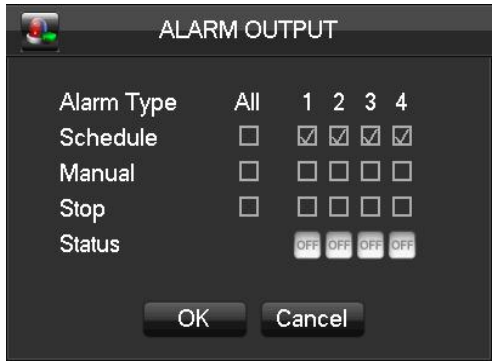 ALARM OUTPUT
Alarm Type All 1 2 3 4
Schedule
Manual
Stop
Status OFF OFF OFF OFF
OK Cancel